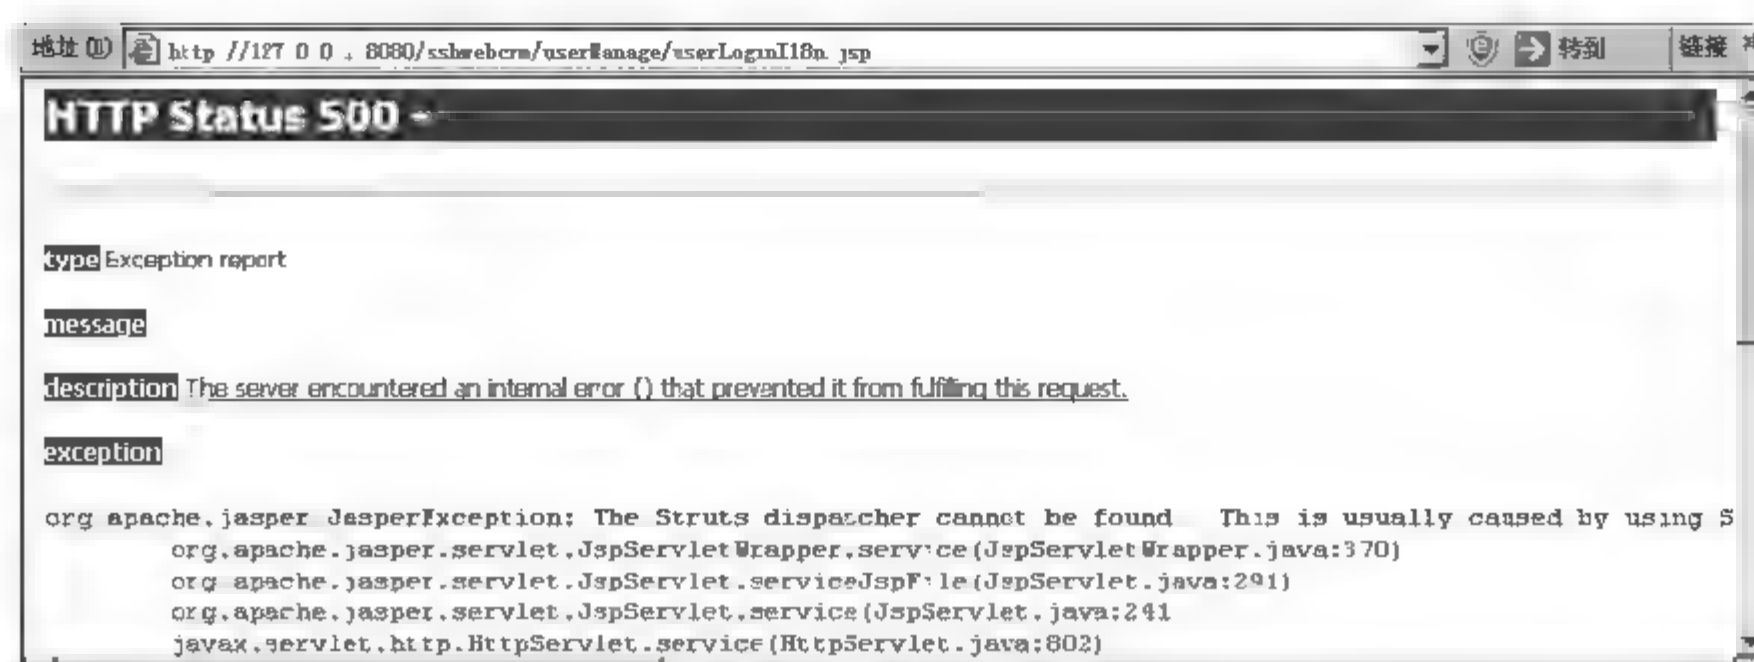 地址(D) http //127 0 0 . 8080/sshwebcrm/userManage/userLoginI18n.jsp 转到 链接
HTTP Status 500 -
type Exception report
message
description The server encountered an internal error () that prevented it from fulfilling this request.
exception
org apache.jasper JasperException: The Struts dispatcher cannot be found This is usually caused by using S
org.apache.jasper.servlet.JspServletWrapper.service(JspServletWrapper.java:370)
org apache.jasper.servlet.JspServlet.serviceJspFile(JspServlet.java:291)
org.apache.jasper.servlet.JspServlet.service(JspServlet.java:241
javax.servlet.http.HttpServlet.service(HttpServlet.java:802)